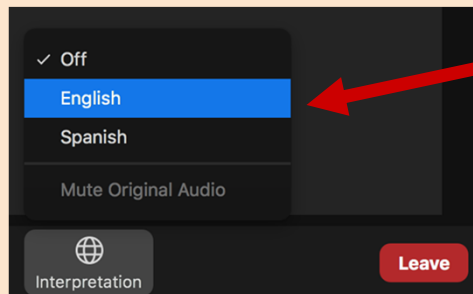 Off
English
Spanish
Mute Original Audio
Interpretation
Leave